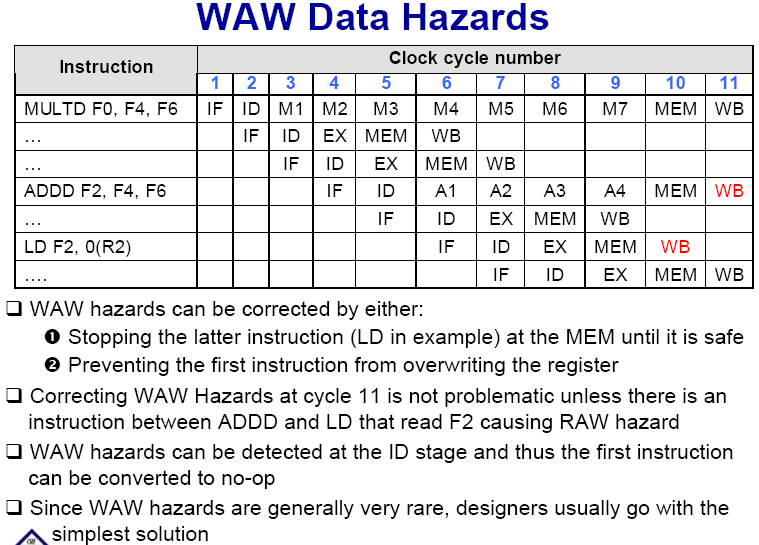 WAW Data Hazards
Instruction Clock cycle number
1 2 3 4 5 6 7 8 9 10 11
MULTD F0, F4, F6 IF ID M1 M2 M3 M4 M5 M6 M7 MEM WB
... IF ID EX MEM WB
... IF ID EX MEM WB
ADDD F2, F4, F6 IF ID A1 A2 A3 A4 MEM WB
... IF ID EX MEM WB
LD F2, 0(R2) IF ID EX MEM WB
.... IF ID EX MEM WB
❑ WAW hazards can be corrected by either:
❶ Stopping the latter instruction (LD in example) at the MEM until it is safe
❷ Preventing the first instruction from overwriting the register
❑ Correcting WAW Hazards at cycle 11 is not problematic unless there is an
instruction between ADDD and LD that read F2 causing RAW hazard
❑ WAW hazards can be detected at the ID stage and thus the first instruction
can be converted to no-op
❑ Since WAW hazards are generally very rare, designers usually go with the
simplest solution